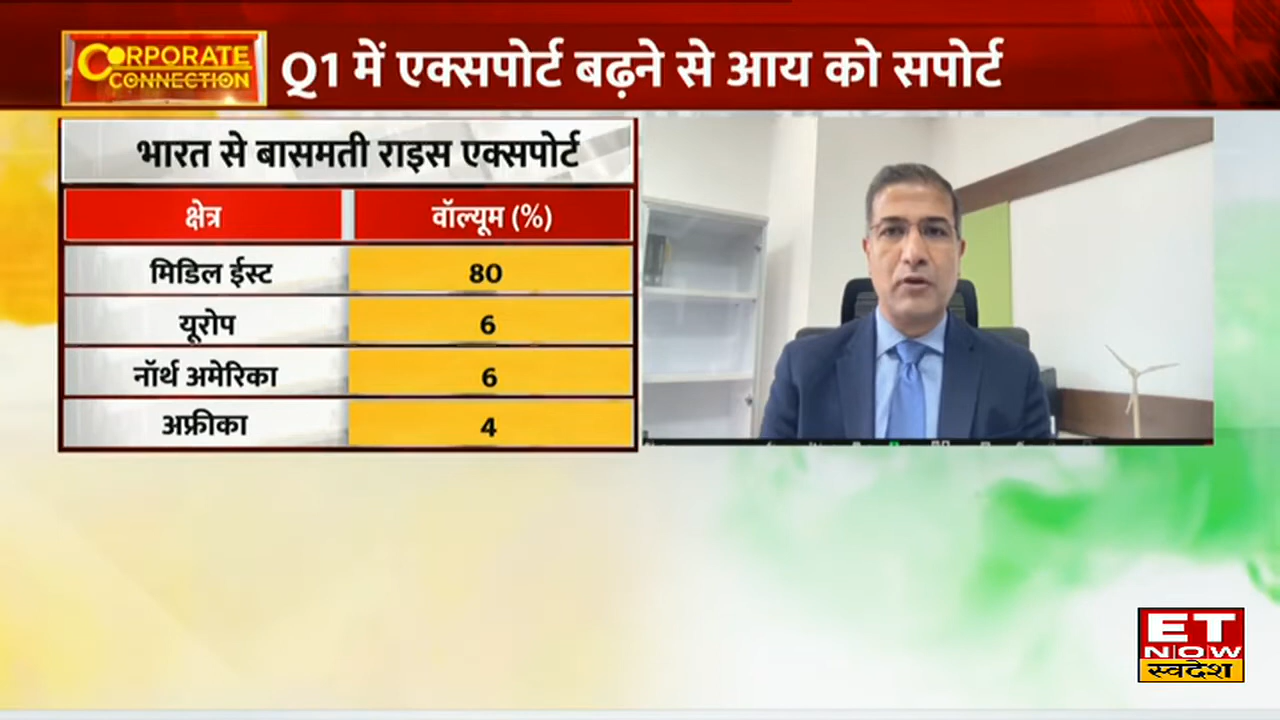 CORPORATE
CONNECTION
Q1 में एक्सपोर्ट बढ़ने से आय को सपोर्ट
भारत से बासमती राइस एक्सपोर्ट
क्षेत्र वॉल्यूम (%)
मिडिल ईस्ट 80
यूरोप 6
नॉर्थ अमेरिका 6
अफ्रीका 4
ET
NOW
स्वदेश